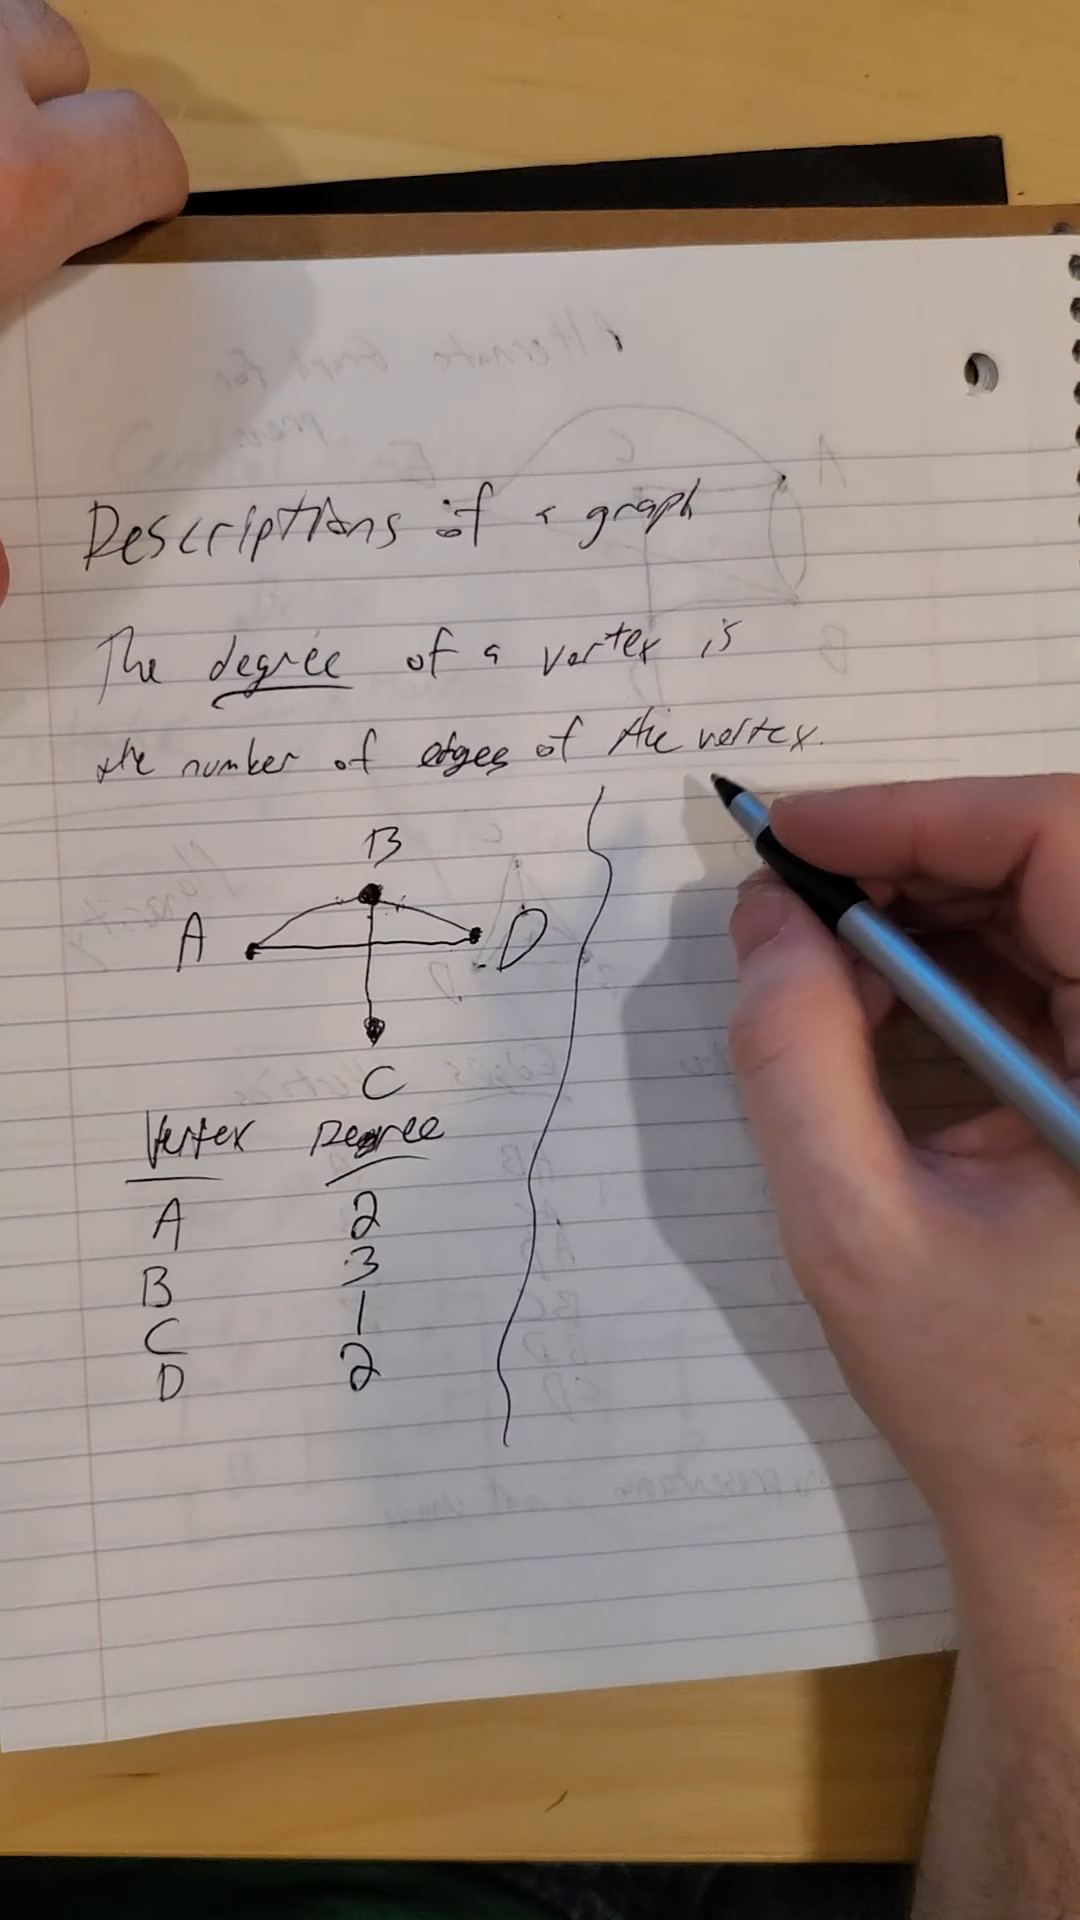 Descriptions of a graph
The degree of a vertex is
the number of edges of the vertex.
B
A D
C
Vertex Degree
A 2
B 3
C 1
D 2